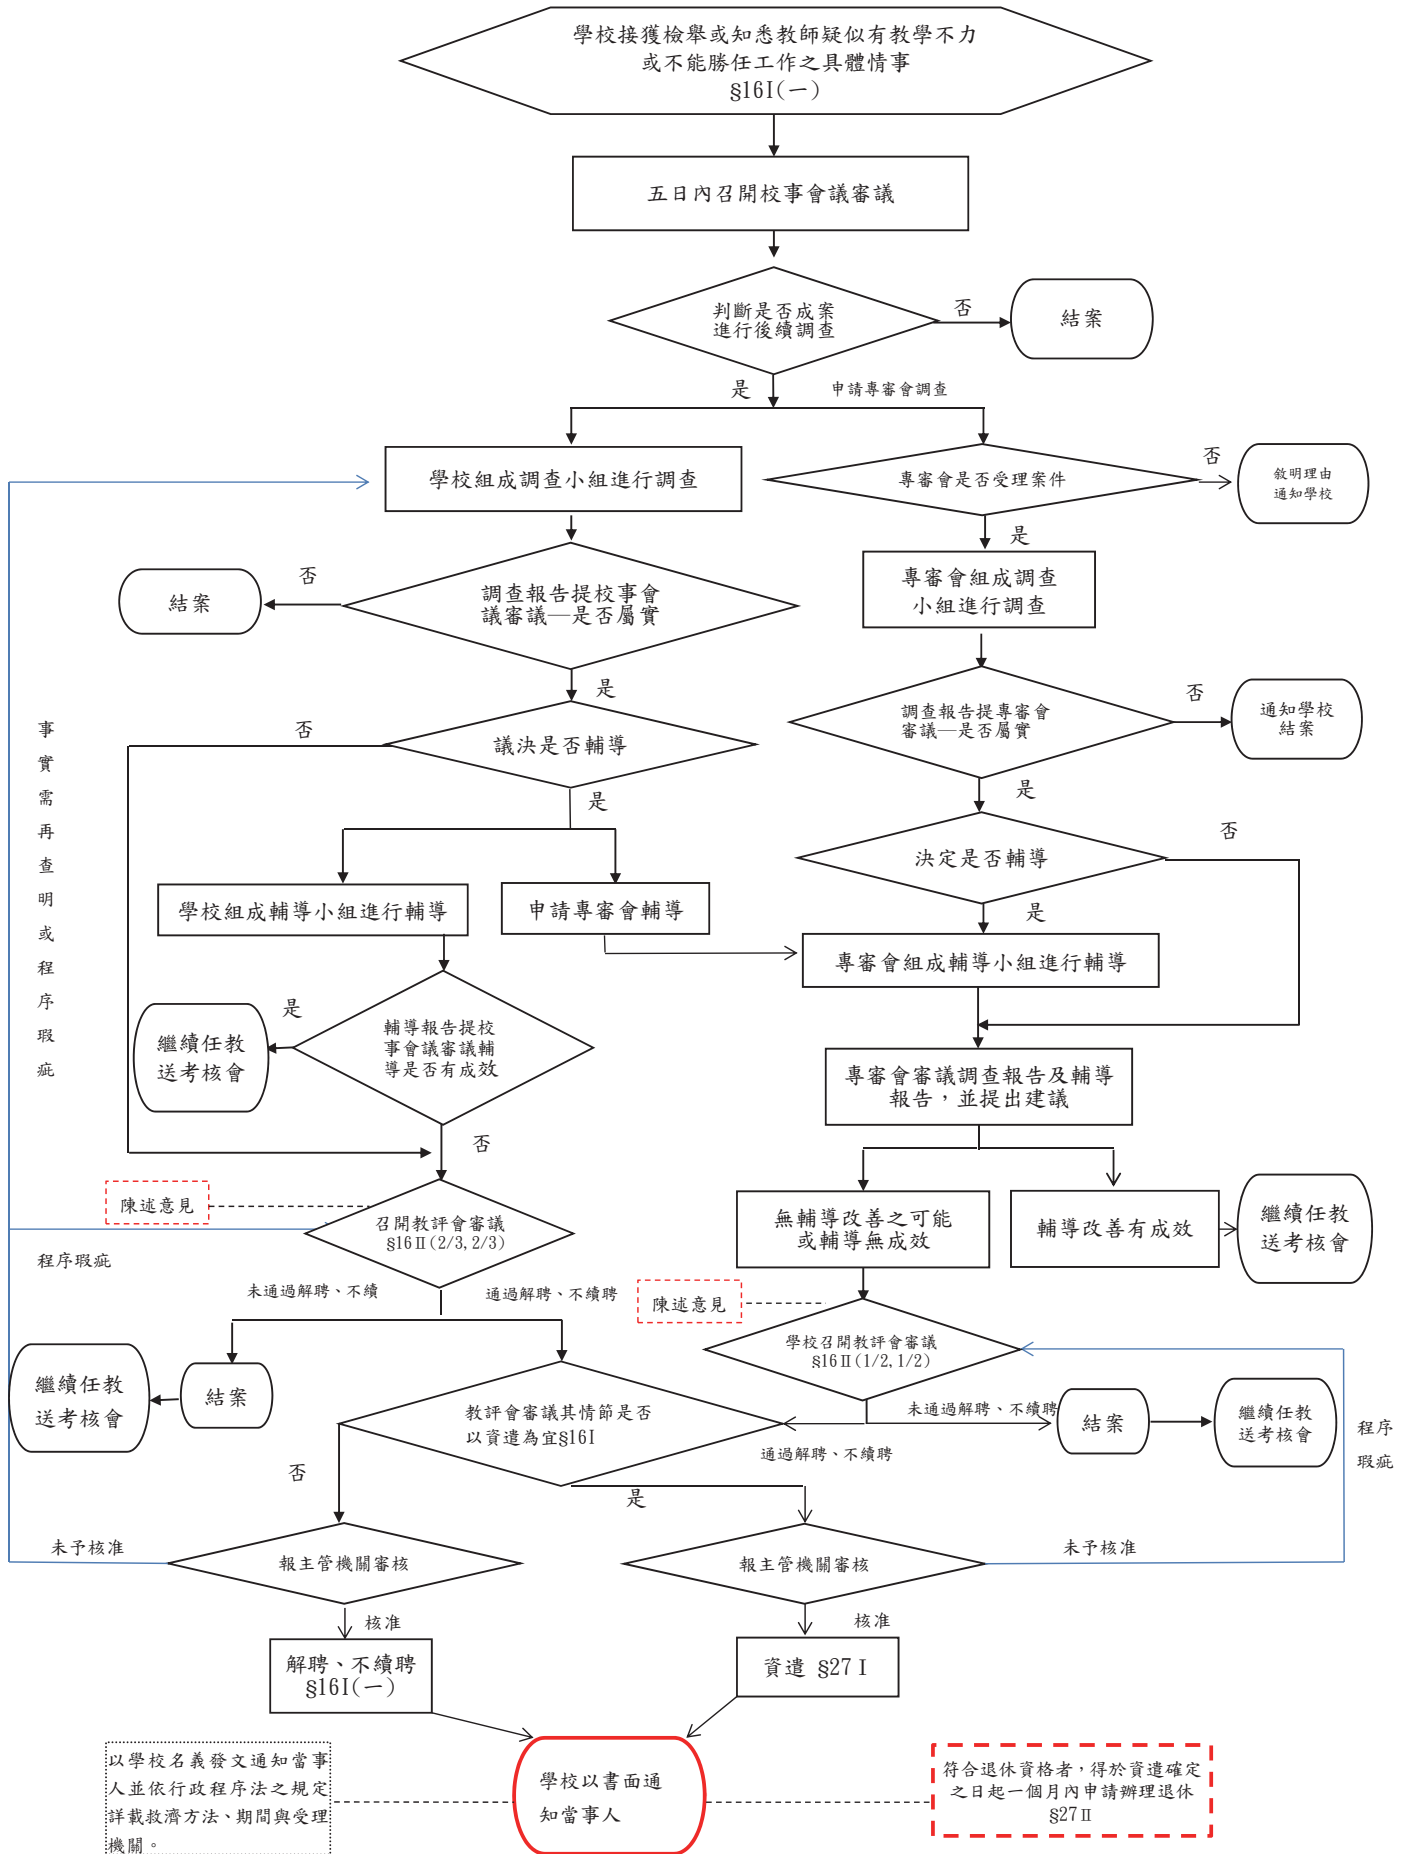 學校接獲檢舉或知悉教師疑似有教學不力
或不能勝任工作之具體情事
§16I(一)
五日內召開校事會議審議
判斷是否成案
進行後續調查
否
結案
是
申請專審會調查
學校組成調查小組進行調查
專審會是否受理案件
否
敘明理由
通知學校
是
專審會組成調查
小組進行調查
調查報告提校事會
議審議—是否屬實
否
結案
是
調查報告提專審會
審議—是否屬實
否
通知學校
結案
是
議決是否輔導
否
是
決定是否輔導
否
是
學校組成輔導小組進行輔導
申請專審會輔導
專審會組成輔導小組進行輔導
事
實
需
再
查
明
或
程
序
瑕
疵
輔導報告提校
事會議審議輔
導是否有成效
是
繼續任教
送考核會
否
專審會審議調查報告及輔導
報告，並提出建議
陳述意見
召開教評會審議
§16Ⅱ(2/3,2/3)
程序瑕疵
無輔導改善之可能
或輔導無成效
輔導改善有成效
繼續任教
送考核會
未通過解聘、不續
通過解聘、不續聘
陳述意見
學校召開教評會審議
§16Ⅱ(1/2,1/2)
繼續任教
送考核會
結案
教評會審議其情節是否
以資遣為宜§16I
未通過解聘、不續聘
通過解聘、不續聘
結案
繼續任教
送考核會
程序
瑕疵
否
是
未予核准
報主管機關審核
報主管機關審核
未予核准
核准
核准
解聘、不續聘
§16I(一)
資遣 §27Ⅰ
以學校名義發文通知當事
人並依行政程序法之規定
詳載救濟方法、期間與受理
機關。
學校以書面通
知當事人
符合退休資格者，得於資遣確定
之日起一個月內申請辦理退休
§27Ⅱ